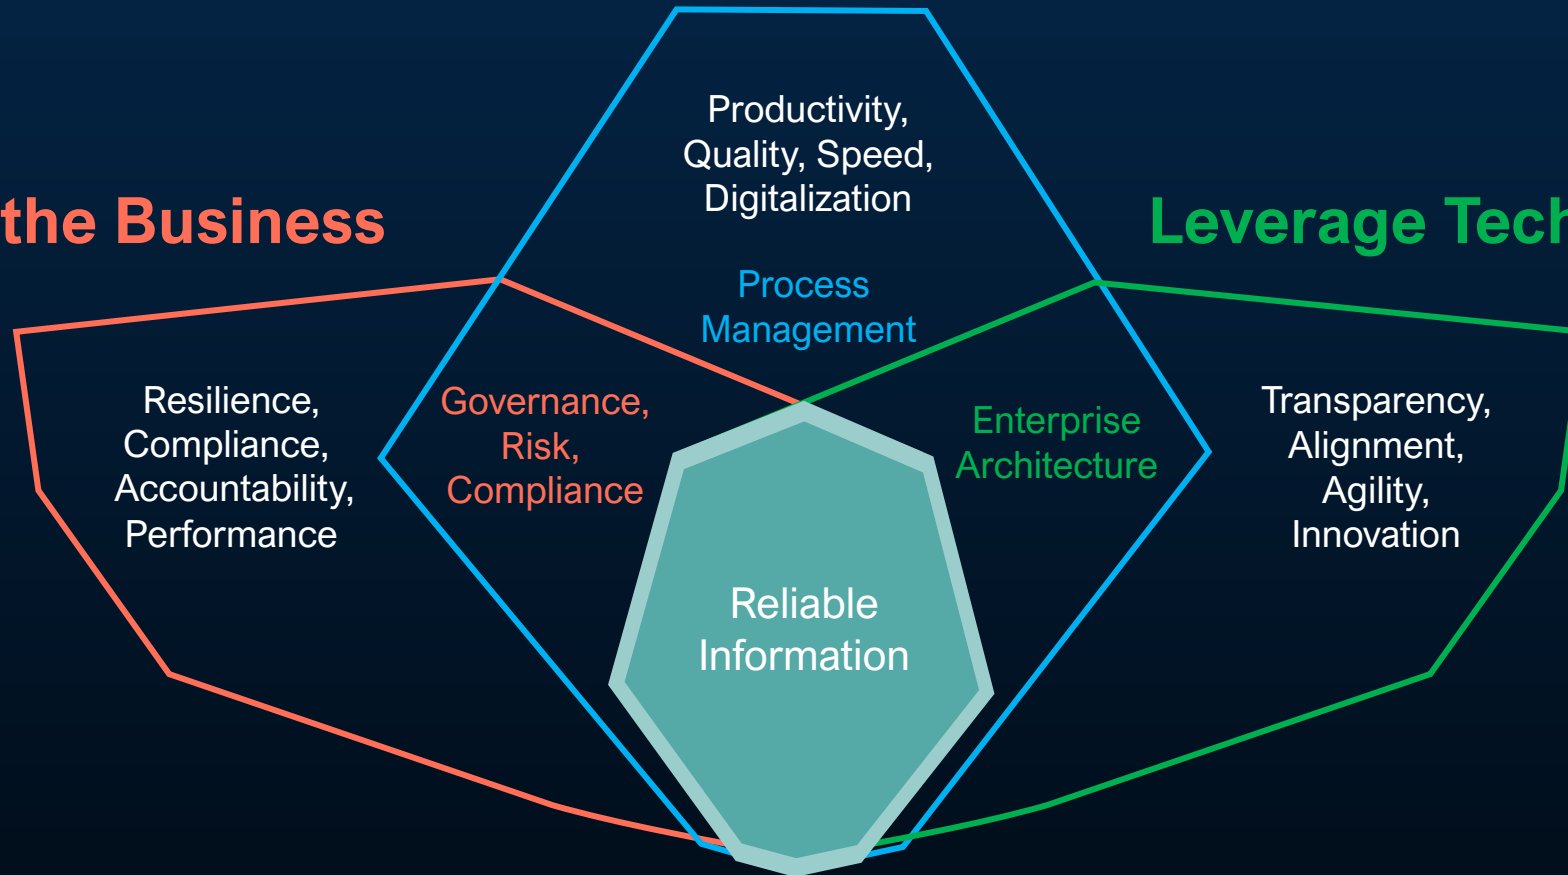 Productivity,
Quality, Speed,
Digitalization
the Business
Leverage Tech
Process
Management
Resilience,
Compliance,
Accountability,
Performance
Governance,
Risk,
Compliance
Enterprise
Architecture
Transparency,
Alignment,
Agility,
Innovation
Reliable
Information